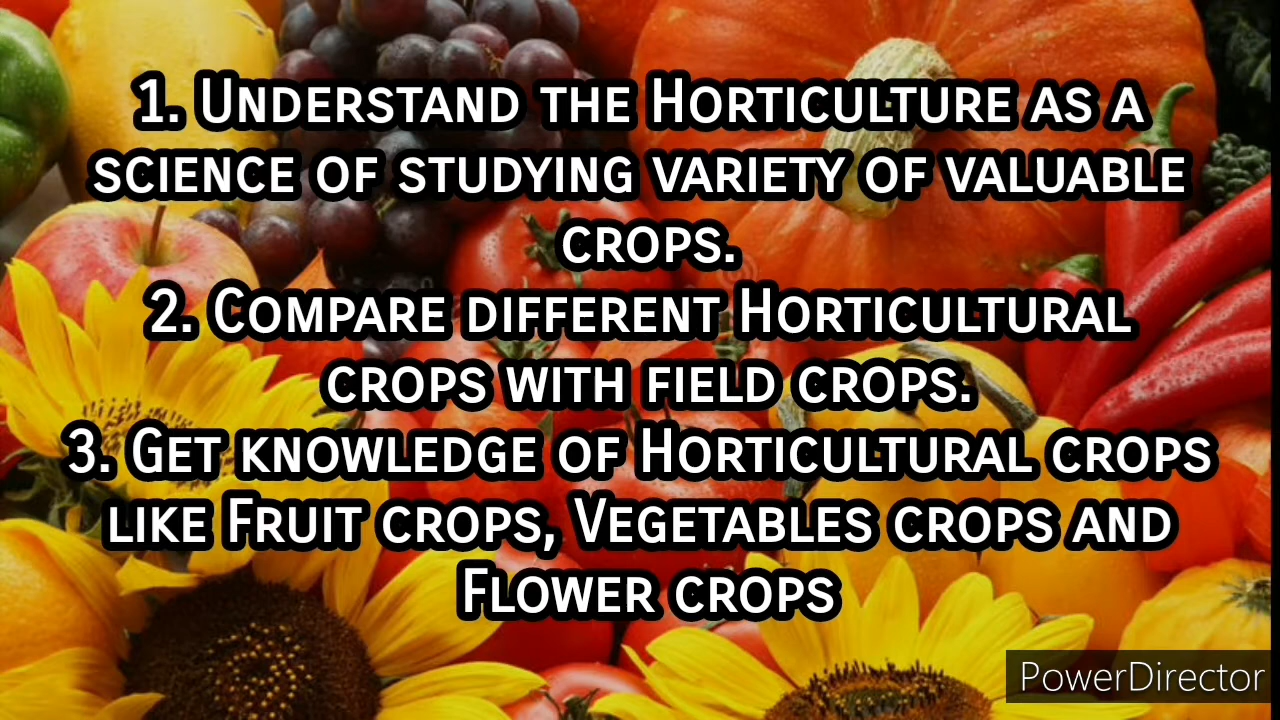 1. Understand the Horticulture as a
science of studying variety of valuable
crops.
2. Compare different Horticultural
crops with field crops.
3. Get knowledge of Horticultural crops
like Fruit crops, Vegetables crops and
Flower crops
PowerDirector